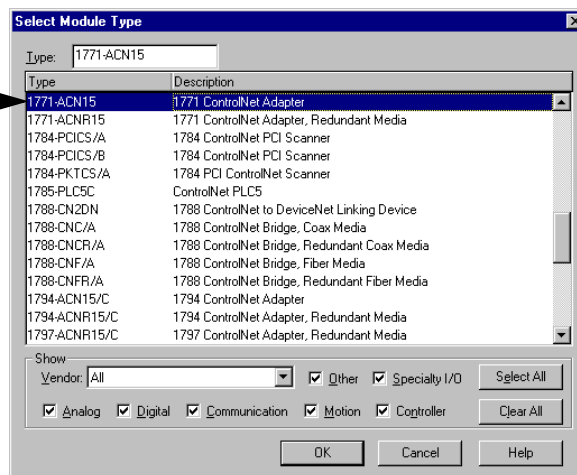 Select Module Type
Type: 1771-ACN15
Type Description
1771-ACN15 1771 ControlNet Adapter
1771-ACNR15 1771 ControlNet Adapter, Redundant Media
1784-PCICS/A 1784 ControlNet PCI Scanner
1784-PCICS/B 1784 ControlNet PCI Scanner
1784-PKTCS/A 1784 PCI ControlNet Scanner
1785-PLC5C ControlNet PLC5
1788-CN2DN 1788 ControlNet to DeviceNet Linking Device
1788-CNC/A 1788 ControlNet Bridge, Coax Media
1788-CNCR/A 1788 ControlNet Bridge, Redundant Coax Media
1788-CNF/A 1788 ControlNet Bridge, Fiber Media
1788-CNFR/A 1788 ControlNet Bridge, Redundant Fiber Media
1794-ACN15/C 1794 ControlNet Adapter
1794-ACNR15/C 1794 ControlNet Adapter, Redundant Media
1797-ACNR15/C 1797 ControlNet Adapter, Redundant Media
Show
Vendor: All Other Specialty I/O Select All
Analog Digital Communication Motion Controller Clear All
OK Cancel Help